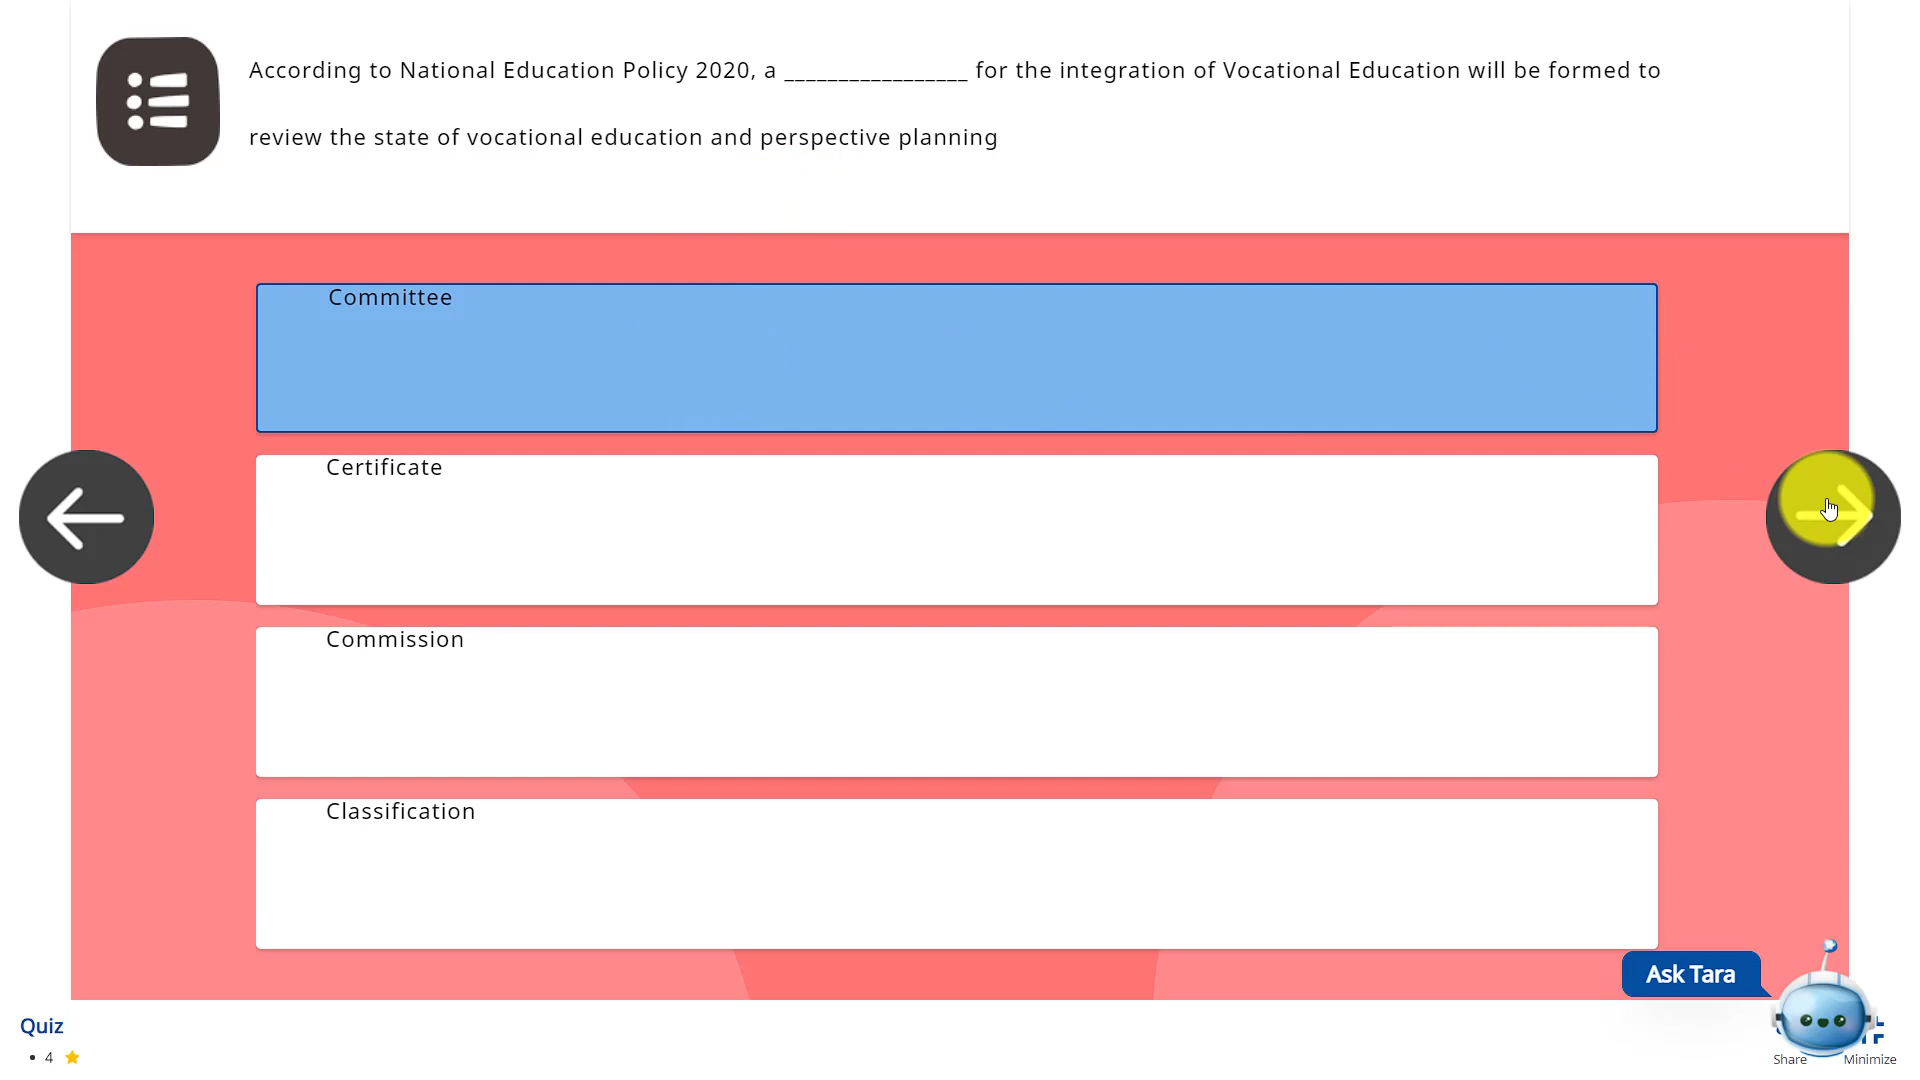 According to National Education Policy 2020, a _________________ for the integration of Vocational Education will be formed to
review the state of vocational education and perspective planning
Committee
Certificate
Commission
Classification
Ask Tara
Quiz
• 4
Share
Minimize